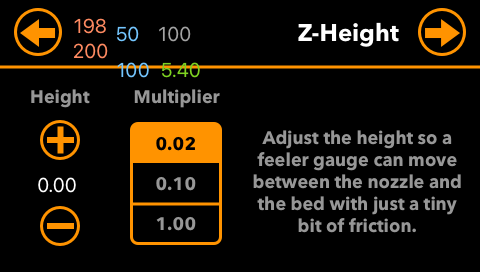 198 50 100 Z-Height
200
100 5.40
Height Multiplier
0.02
0.00 0.10
1.00
Adjust the height so a
feeler gauge can move
between the nozzle and
the bed with just a tiny
bit of friction.